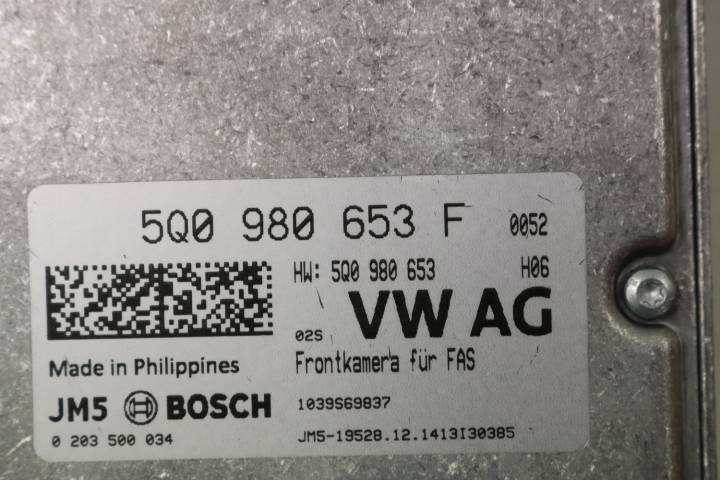 5Q0 980 653 F 0052
HW: 5Q0 980 653 H06
02S VW AG
Made in Philippines Frontkamera für FAS
JM5 BOSCH 1039S69837
0 203 500 034 JM5-19528.12.1413I30385